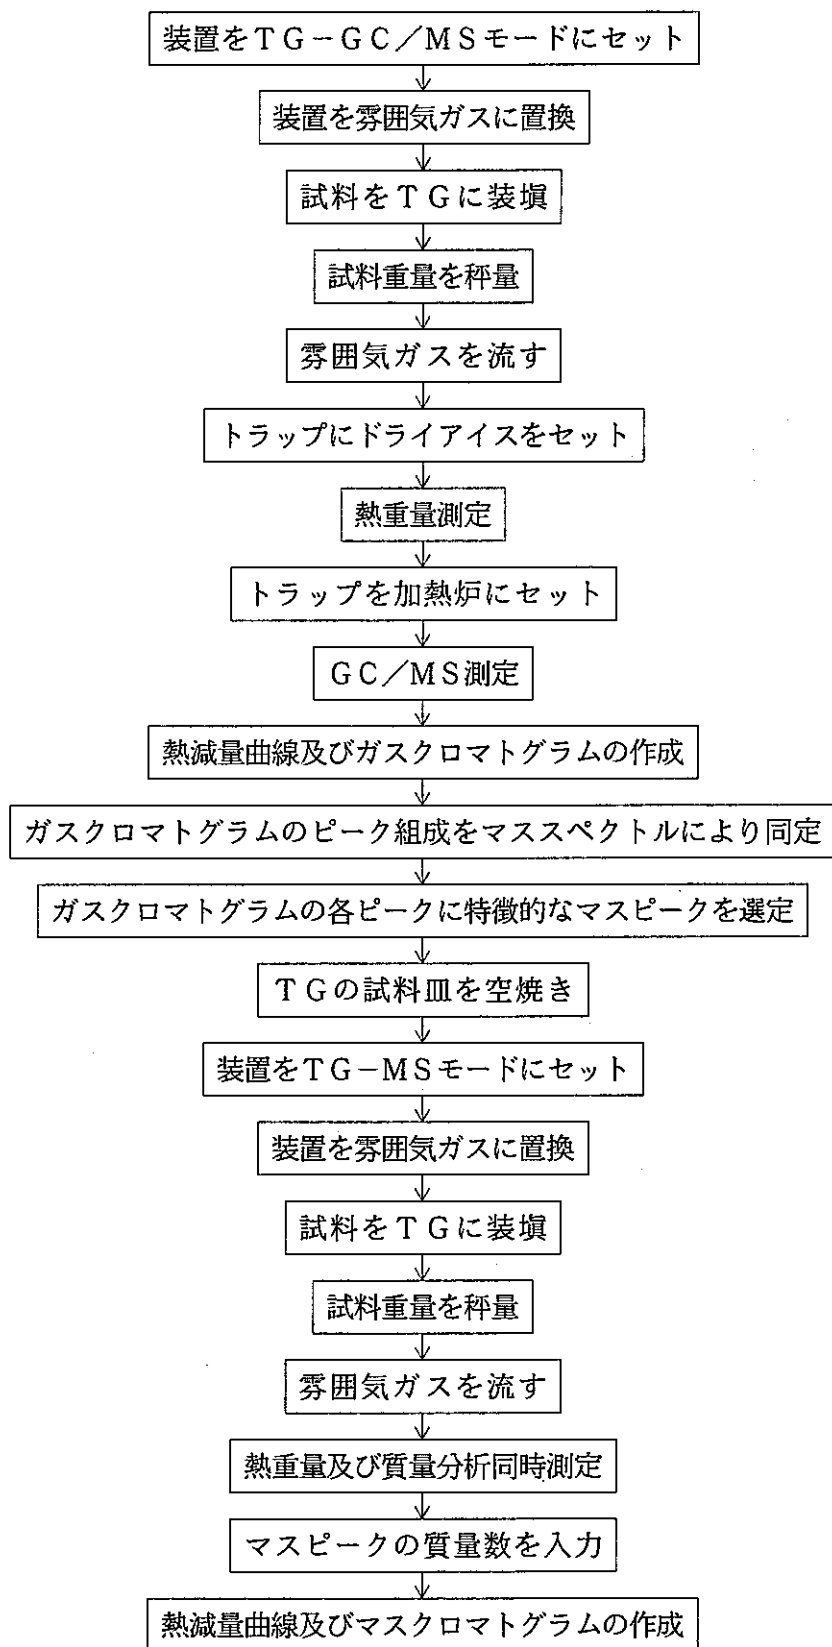 装置をTG－GC／MSモードにセット
装置を雰囲気ガスに置換
試料をTGに装塡
試料重量を秤量
雰囲気ガスを流す
トラップにドライアイスをセット
熱重量測定
トラップを加熱炉にセット
GC／MS測定
熱減量曲線及びガスクロマトグラムの作成
ガスクロマトグラムのピーク組成をマススペクトルにより同定
ガスクロマトグラムの各ピークに特徴的なマスピークを選定
TGの試料皿を空焼き
装置をTG－MSモードにセット
装置を雰囲気ガスに置換
試料をTGに装塡
試料重量を秤量
雰囲気ガスを流す
熱重量及び質量分析同時測定
マスピークの質量数を入力
熱減量曲線及びマスクロマトグラムの作成